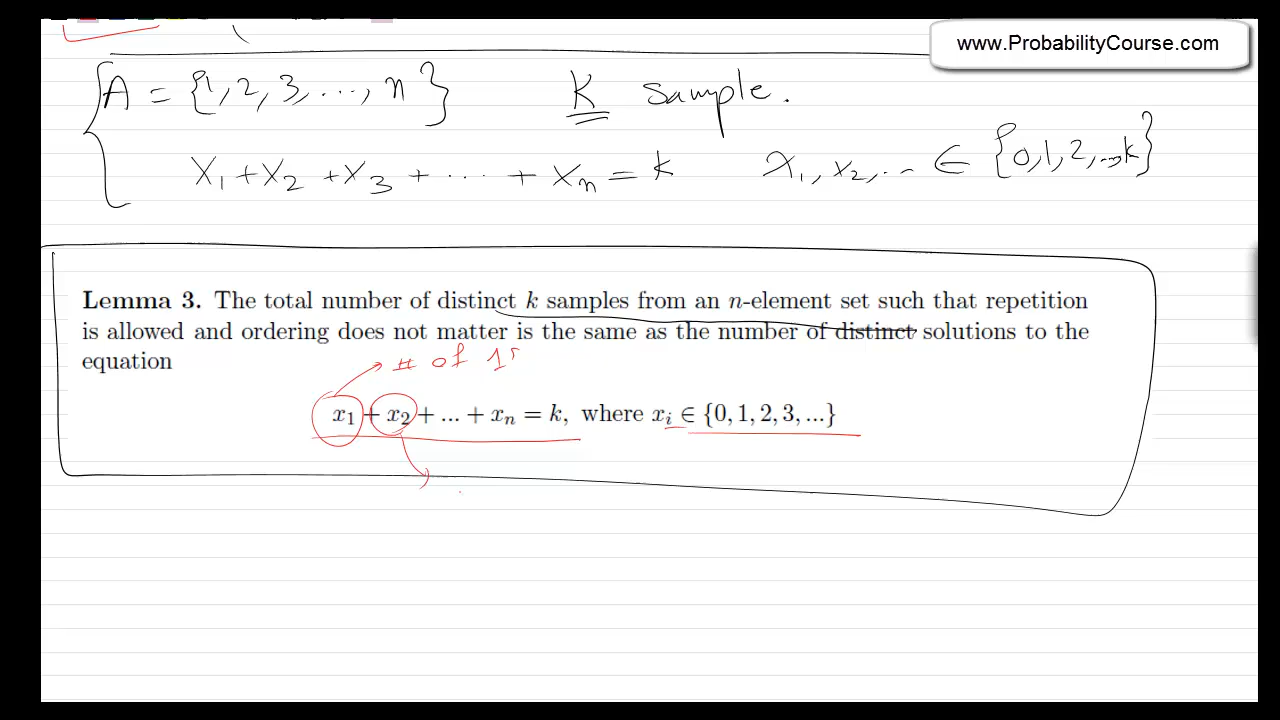 www.ProbabilityCourse.com
A = {1, 2, 3, ..., n} K sample.
x₁ + x₂ + x₃ + ... + xₙ = k x₁, x₂, ... ∈ {0, 1, 2, ..., k}
Lemma 3. The total number of distinct k samples from an n-element set such that repetition
is allowed and ordering does not matter is the same as the number of distinct solutions to the
equation
# of 1s
x₁ + x₂ + ... + xₙ = k, where xᵢ ∈ {0, 1, 2, 3, ...}